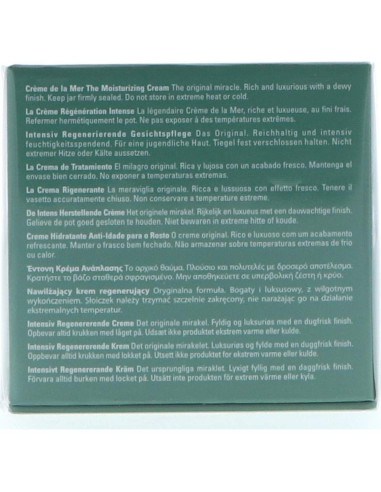 Crème de la Mer The Moisturizing Cream The original miracle. Rich and luxurious with a dewy
finish. Keep jar firmly sealed. Do not store in extreme heat or cold.
La Crème Régénération Intense La légendaire Crème de la Mer, riche et luxueuse, au fini frais.
Refermer hermétiquement le pot. Ne pas exposer à des températures extrêmes.
Intensiv Regenerierende Gesichtspflege Das Original. Reichhaltig und intensiv
feuchtigkeitsspendend. Für eine jugendliche Haut. Tiegel fest verschlossen halten. Nicht
extremer Hitze oder Kälte aussetzen.
La Crema de Tratamiento El milagro original. Rica y lujosa con un acabado fresco. Mantenga el
envase bien cerrado. No exponer a temperaturas extremas.
La Crema Rigenerante La meraviglia originale. Ricca e lussuosa con effetto fresco. Tenere il
vasetto accuratamente chiuso. Non conservare a temperature estreme.
De Intens Herstellende Crème Het originele mirakel. Rijkelijk en luxueus met een dauwachtige finish.
Gelieve de pot goed gesloten te houden. Niet bewaren in extreme hitte of koude.
Creme Hidratante Anti-Idade para o Rosto O creme original. Rico e luxuoso com um acabamento
refrescante. Manter o frasco bem fechado. Não armazenar sobre temperaturas extremas de frio
ou calor.
Έντονη Κρέμα Ανάπλασης Το αρχικό θαύμα. Πλούσιο και πολυτελές με δροσερό αποτέλεσμα.
Κρατήστε το βάζο σταθερά σφραγισμένο. Μην αποθηκεύετε σε υπερβολική ζέστη ή κρύο.
Nawilżający krem regenerujący Oryginalna formuła. Bogaty i luksusowy, z wilgotnym
wykończeniem. Słoiczek należy trzymać szczelnie zakręcony, nie narażając go na działanie
ekstremalnych temperatur.
Intensiv Regenererende Creme Det originale mirakel. Fyldig og luksuriøs med en dugfrisk finish.
Opbevar altid krukken med låget på. Udsæt ikke produktet for ekstrem varme eller kulde.
Intensiv Regenererende Krem Det originale mirakelet. Luksuriøs og fyldig med en duggfrisk finish.
Oppbevar alltid krukken med lokket på. Utsett ikke produktet for ekstrem varme eller kulde.
Intensivt Regenererande Kräm Det ursprungliga miraklet. Lyxigt fyllig med en daggfrisk finish.
Förvara alltid burken med locket på. Utsätt inte produkten för extrem värme eller kyla.